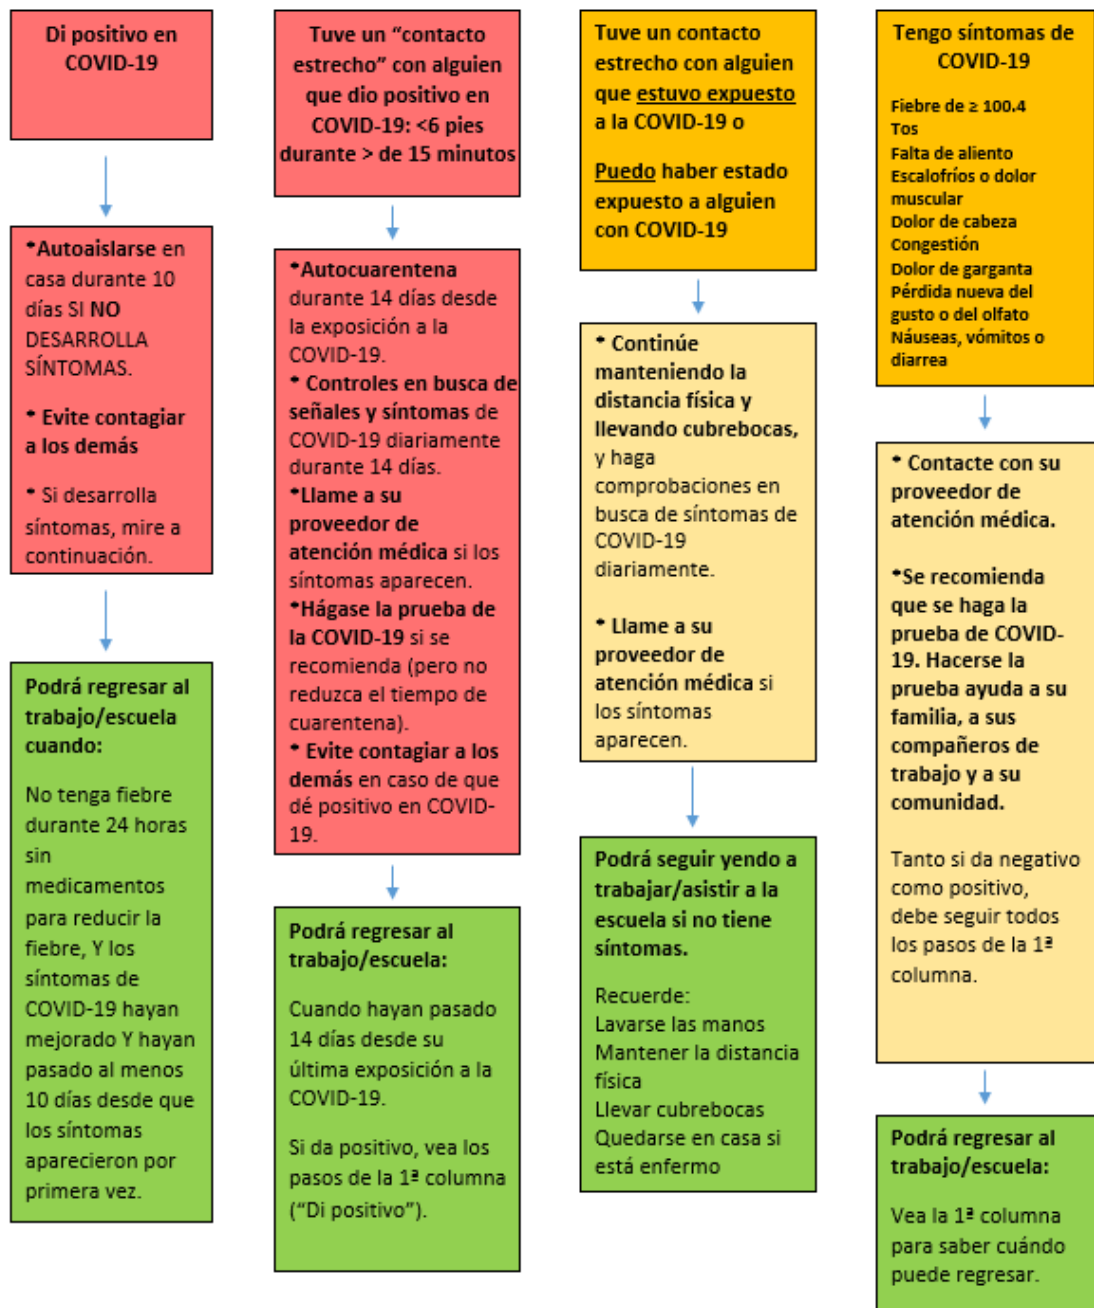 Di positivo en
COVID-19
*Autoaislarse en
casa durante 10
días SI NO
DESARROLLA
SÍNTOMAS.
* Evite contagiar
a los demás
* Si desarrolla
síntomas, mire a
continuación.
Podrá regresar al
trabajo/escuela
cuando:
No tenga fiebre
durante 24 horas
sin
medicamentos
para reducir la
fiebre, Y los
síntomas de
COVID-19 hayan
mejorado Y hayan
pasado al menos
10 días desde que
los síntomas
aparecieron por
primera vez.
Tuve un “contacto
estrecho” con alguien
que dio positivo en
COVID-19: <6 pies
durante > de 15 minutos
*Autocuarentena
durante 14 días desde
la exposición a la
COVID-19.
* Controles en busca de
señales y síntomas de
COVID-19 diariamente
durante 14 días.
*Llame a su
proveedor de
atención médica si los
síntomas aparecen.
*Hágase la prueba de
la COVID-19 si se
recomienda (pero no
reduzca el tiempo de
cuarentena).
* Evite contagiar a los
demás en caso de que
dé positivo en COVID-
19.
Podrá regresar al
trabajo/escuela:
Cuando hayan pasado
14 días desde su
última exposición a la
COVID-19.
Si da positivo, vea los
pasos de la 1ª columna
(“Di positivo”).
Tuve un contacto
estrecho con alguien
que estuvo expuesto
a la COVID-19 o
Puedo haber estado
expuesto a alguien
con COVID-19
* Continúe
manteniendo la
distancia física y
llevando cubrebocas,
y haga
comprobaciones en
busca de síntomas de
COVID-19
diariamente.
* Llame a su
proveedor de
atención médica si
los síntomas
aparecen.
Podrá seguir yendo a
trabajar/asistir a la
escuela si no tiene
síntomas.
Recuerde:
Lavarse las manos
Mantener la distancia
física
Llevar cubrebocas
Quedarse en casa si
está enfermo
Tengo síntomas de
COVID-19
Fiebre de ≥ 100.4
Tos
Falta de aliento
Escalofríos o dolor
muscular
Dolor de cabeza
Congestión
Dolor de garganta
Pérdida nueva del
gusto o del olfato
Náuseas, vómitos o
diarrea
* Contacte con su
proveedor de
atención médica.
*Se recomienda
que se haga la
prueba de COVID-
19. Hacerse la
prueba ayuda a su
familia, a sus
compañeros de
trabajo y a su
comunidad.
Tanto si da negativo
como positivo,
debe seguir todos
los pasos de la 1ª
columna.
Podrá regresar al
trabajo/escuela:
Vea la 1ª columna
para saber cuándo
puede regresar.